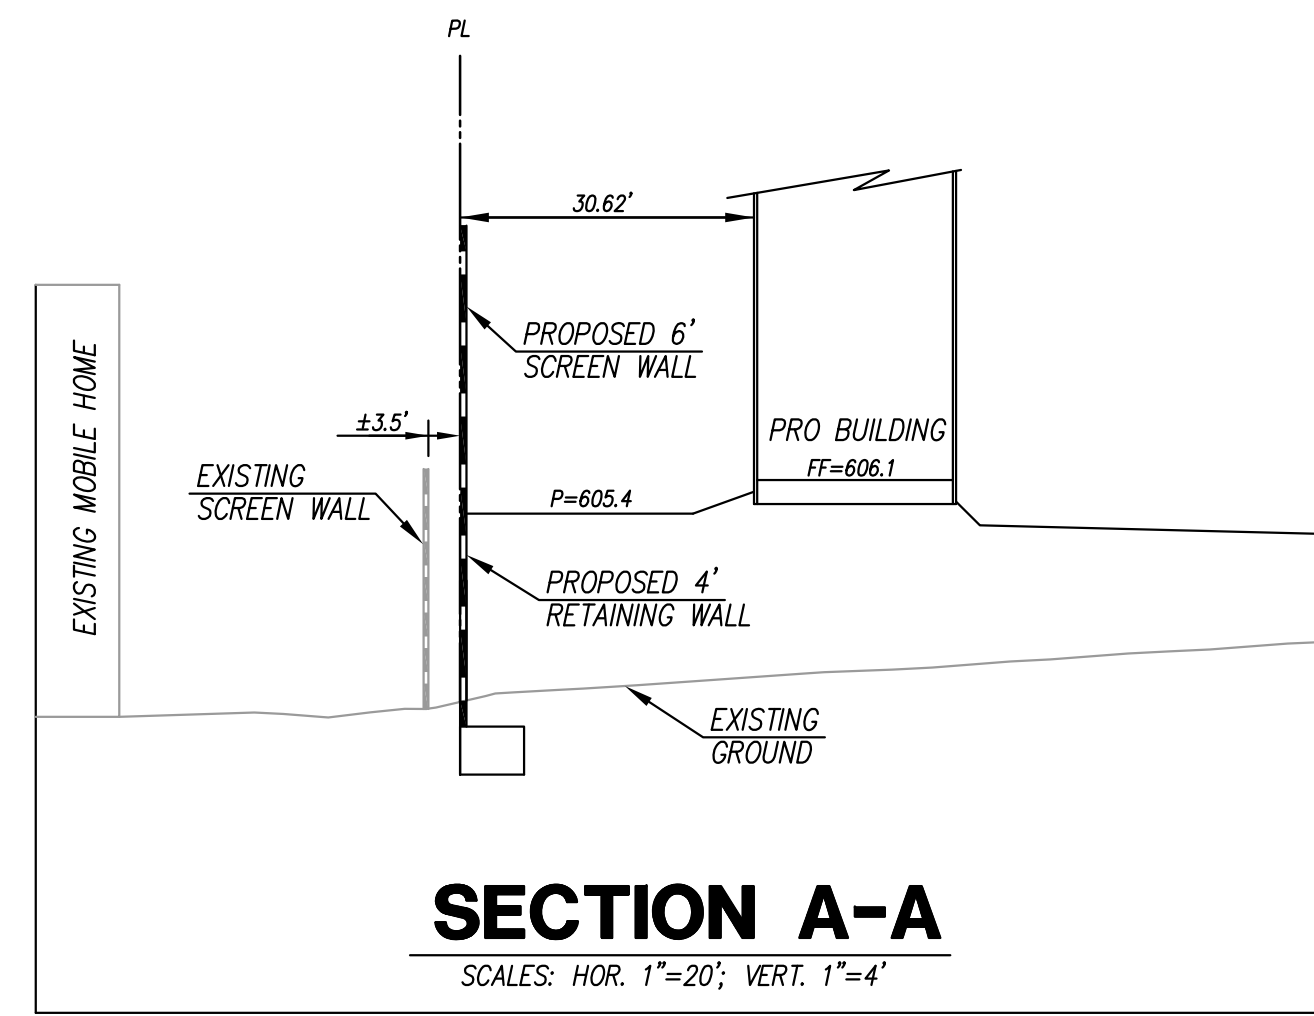 PL
30.62'
PROPOSED 6'
SCREEN WALL
±3.5'
EXISTING MOBILE HOME
EXISTING
SCREEN WALL
PRO BUILDING
FF=606.1
P=605.4
PROPOSED 4'
RETAINING WALL
EXISTING
GROUND
SECTION A-A
SCALES: HOR. 1"=20'; VERT. 1"=4'